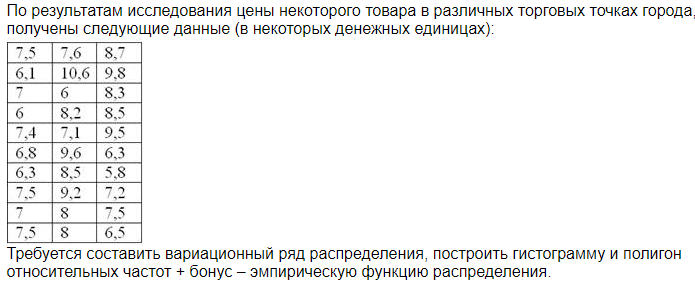 По результатам исследования цены некоторого товара в различных торговых точках города,
получены следующие данные (в некоторых денежных единицах):
7,5 7,6 8,7
6,1 10,6 9,8
7 6 8,3
6 8,2 8,5
7,4 7,1 9,5
6,8 9,6 6,3
6,3 8,5 5,8
7,5 9,2 7,2
7 8 7,5
7,5 8 6,5
Требуется составить вариационный ряд распределения, построить гистограмму и полигон
относительных частот + бонус – эмпирическую функцию распределения.